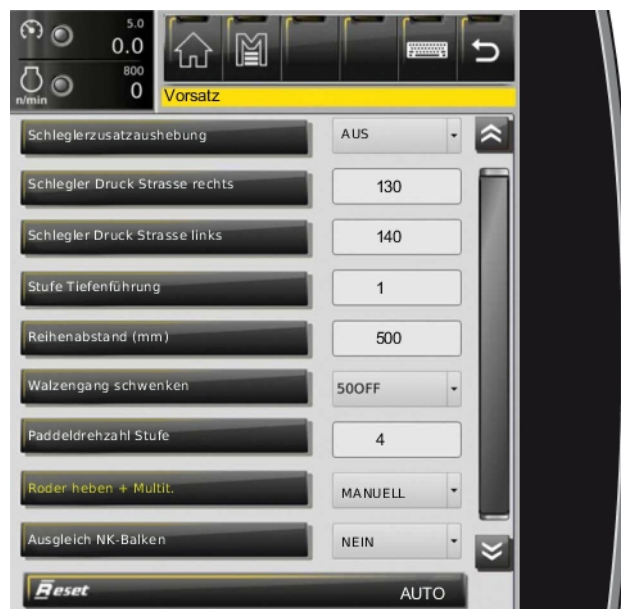 5.0
0.0
800
n/min 0
Vorsatz
Schleglerzusatzaushebung AUS
Schlegler Druck Strasse rechts 130
Schlegler Druck Strasse links 140
Stufe Tiefenführung 1
Reihenabstand (mm) 500
Walzengang schwenken 50OFF
Paddeldrehzahl Stufe 4
Roder heben + Multit. MANUELL
Ausgleich NK-Balken NEIN
Reset AUTO